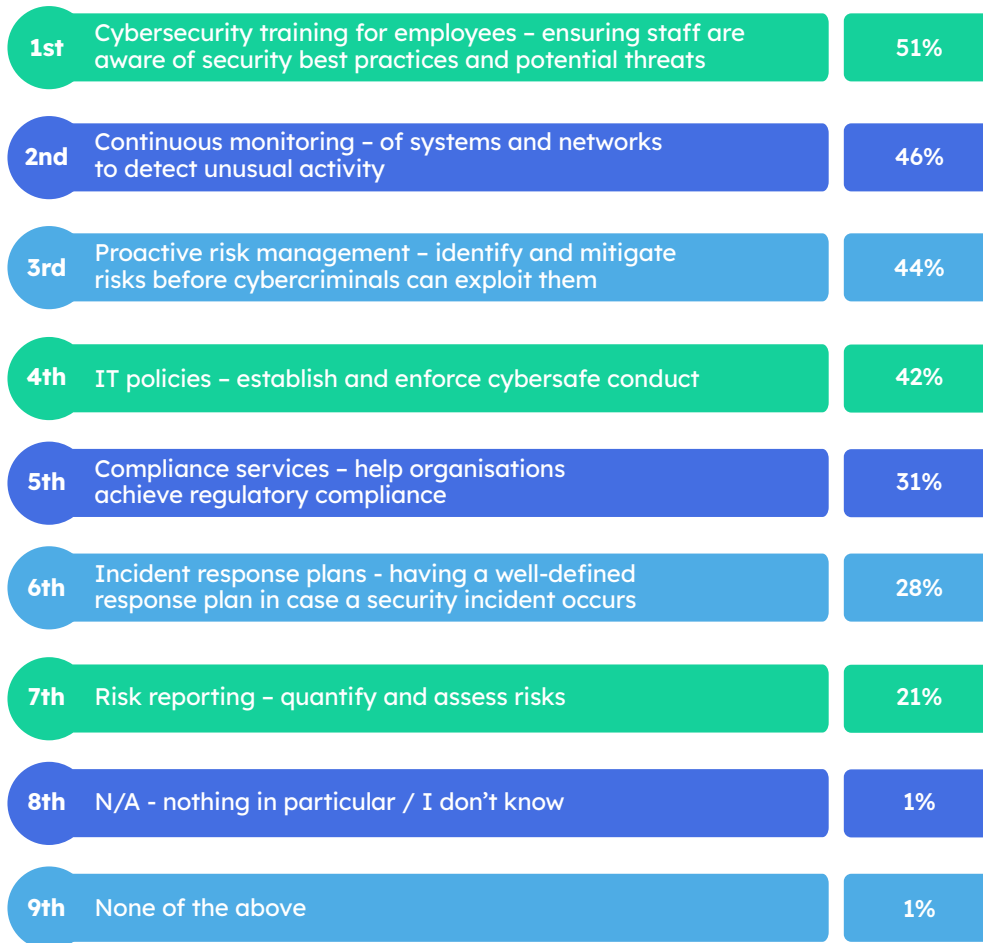 1st
Cybersecurity training for employees – ensuring staff are
aware of security best practices and potential threats
51%
2nd
Continuous monitoring – of systems and networks
to detect unusual activity
46%
3rd
Proactive risk management – identify and mitigate
risks before cybercriminals can exploit them
44%
4th
IT policies – establish and enforce cybersafe conduct
42%
5th
Compliance services – help organisations
achieve regulatory compliance
31%
6th
Incident response plans - having a well-defined
response plan in case a security incident occurs
28%
7th
Risk reporting – quantify and assess risks
21%
8th
N/A - nothing in particular / I don’t know
1%
9th
None of the above
1%